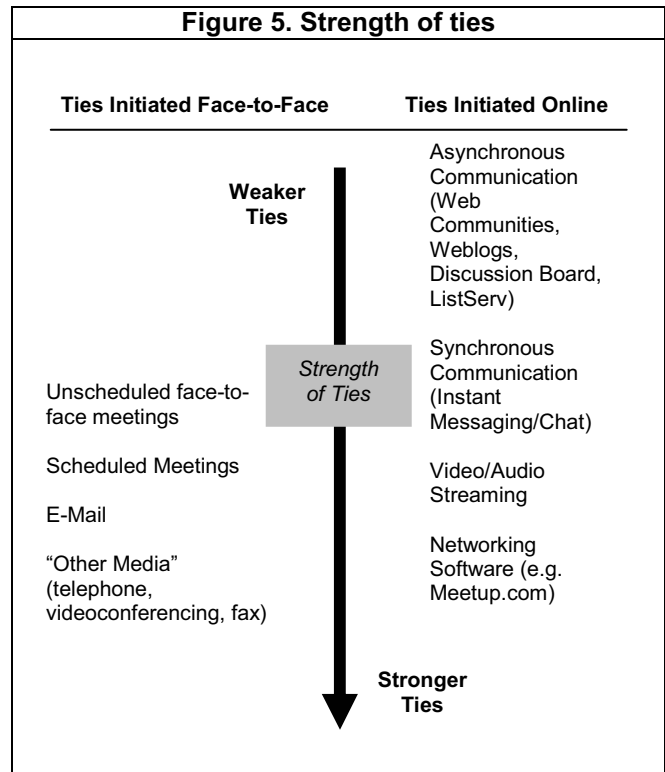 Figure 5. Strength of ties
Ties Initiated Face-to-Face
Ties Initiated Online
Weaker
Ties
Asynchronous
Communication
(Web
Communities,
Weblogs,
Discussion Board,
ListServ)
Strength
of Ties
Unscheduled face-to-
face meetings
Scheduled Meetings
E-Mail
“Other Media”
(telephone,
videoconferencing, fax)
Synchronous
Communication
(Instant
Messaging/Chat)
Video/Audio
Streaming
Networking
Software (e.g.
Meetup.com)
Stronger
Ties